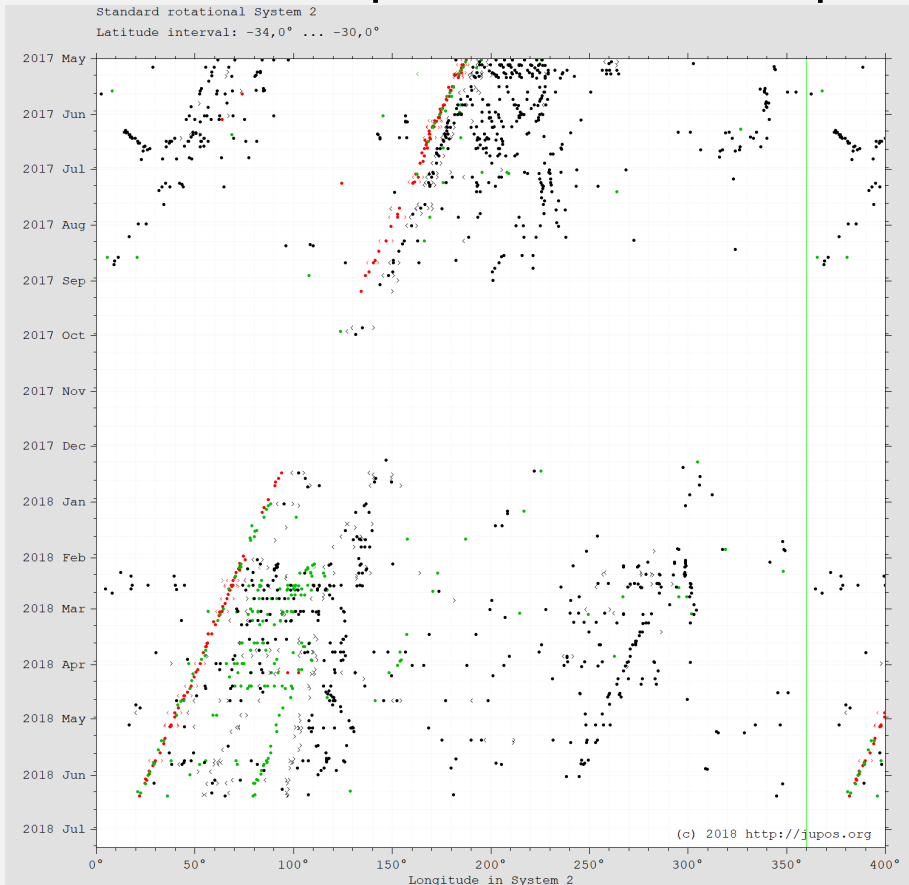 Standard rotational System 2
Latitude interval: -34,0° ... -30,0°
2017 May
2017 Jun
2017 Jul
2017 Aug
2017 Sep
2017 Oct
2017 Nov
2017 Dec
2018 Jan
2018 Feb
2018 Mar
2018 Apr
2018 May
2018 Jun
2018 Jul
(c) 2018 http://jupos.org
0° 50° 100° 150° 200° 250° 300° 350° 400°
Longitude in System 2